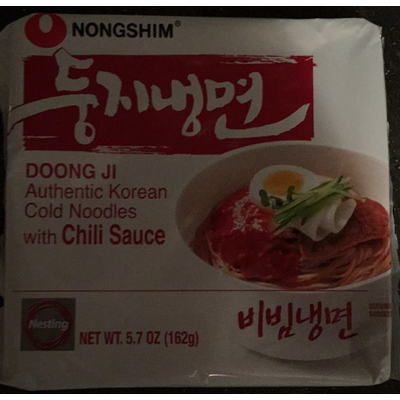 NONGSHIM®
둥지냉면
DOONG JI
Authentic Korean
Cold Noodles
with Chili Sauce
Nesting
NET WT. 5.7 OZ (162g)
비빔냉면